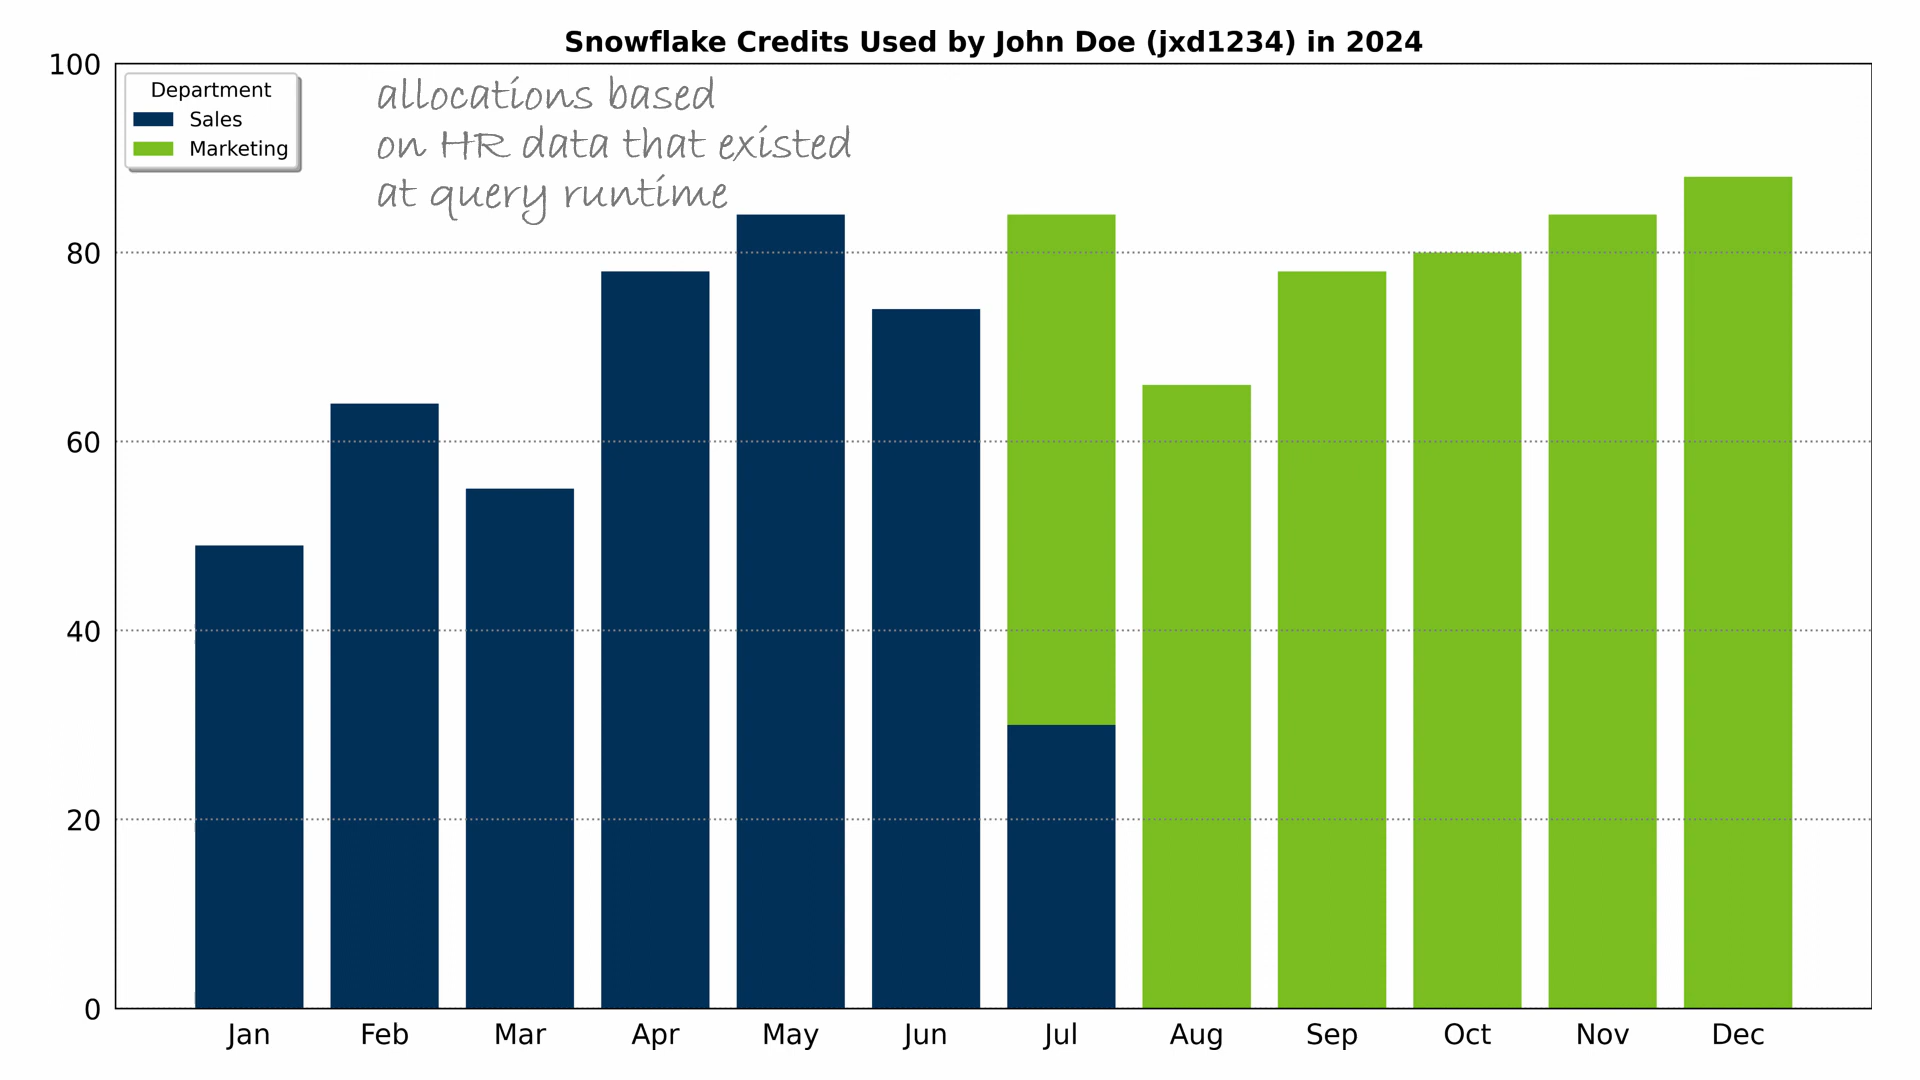 Snowflake Credits Used by John Doe (jxd1234) in 2024
100
80
60
40
20
0
Department
Sales
Marketing
allocations based
on HR data that existed
at query runtime
Jan Feb Mar Apr May Jun Jul Aug Sep Oct Nov Dec